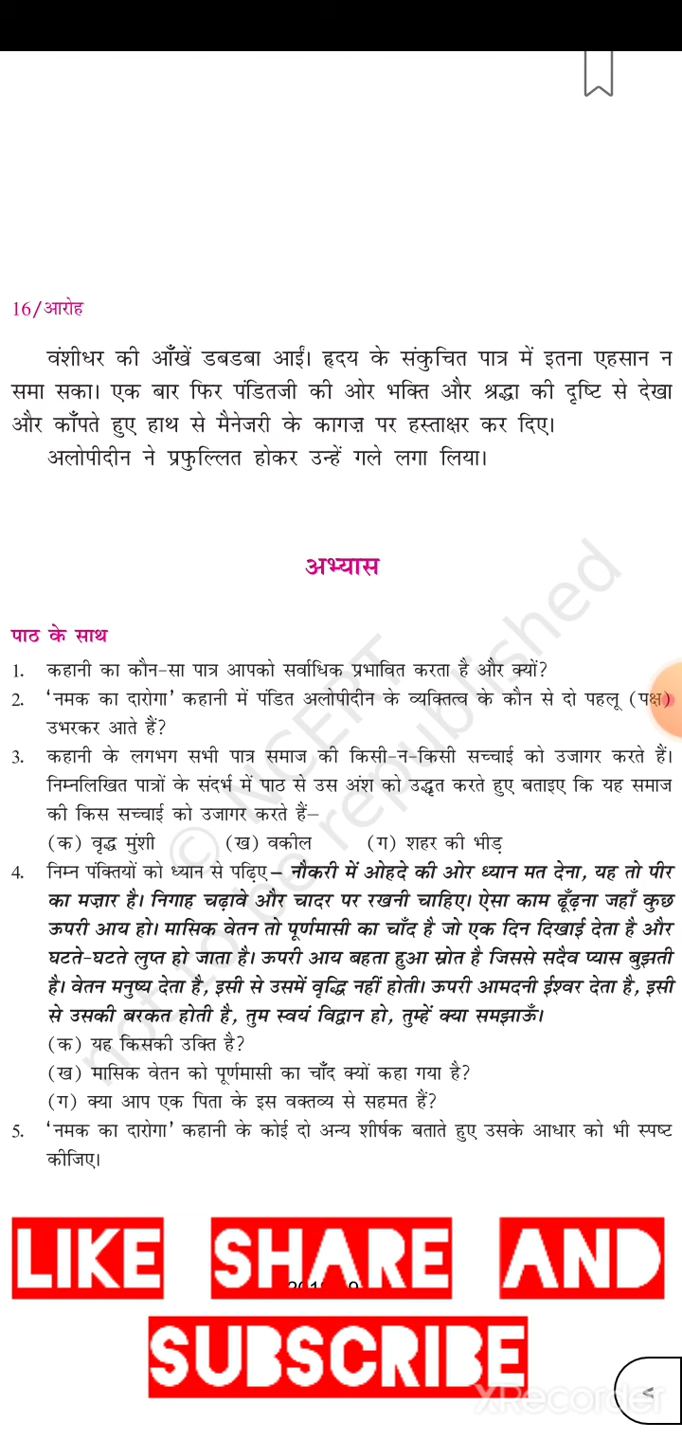 16/आरोह
वंशीधर की आँखें डबडबा आईं। हृदय के संकुचित पात्र में इतना एहसान न
समा सका। एक बार फिर पंडितजी की ओर भक्ति और श्रद्धा की दृष्टि से देखा
और काँपते हुए हाथ से मैनेजरी के कागज़ पर हस्ताक्षर कर दिए।
अलोपीदीन ने प्रफुल्लित होकर उन्हें गले लगा लिया।
अभ्यास
पाठ के साथ
1. कहानी का कौन-सा पात्र आपको सर्वाधिक प्रभावित करता है और क्यों?
2. ‘नमक का दारोगा’ कहानी में पंडित अलोपीदीन के व्यक्तित्व के कौन से दो पहलू (पक्ष)
उभरकर आते हैं?
3. कहानी के लगभग सभी पात्र समाज की किसी-न-किसी सच्चाई को उजागर करते हैं।
निम्नलिखित पात्रों के संदर्भ में पाठ से उस अंश को उद्धृत करते हुए बताइए कि यह समाज
की किस सच्चाई को उजागर करते हैं–
(क) वृद्ध मुंशी (ख) वकील (ग) शहर की भीड़
4. निम्न पंक्तियों को ध्यान से पढ़िए– नौकरी में ओहदे की ओर ध्यान मत देना, यह तो पीर
का मज़ार है। निगाह चढ़ावे और चादर पर रखनी चाहिए। ऐसा काम ढूँढ़ना जहाँ कुछ
ऊपरी आय हो। मासिक वेतन तो पूर्णमासी का चाँद है जो एक दिन दिखाई देता है और
घटते-घटते लुप्त हो जाता है। ऊपरी आय बहता हुआ स्रोत है जिससे सदैव प्यास बुझती
है। वेतन मनुष्य देता है, इसी से उसमें वृद्धि नहीं होती। ऊपरी आमदनी ईश्वर देता है, इसी
से उसकी बरकत होती है, तुम स्वयं विद्वान हो, तुम्हें क्या समझाऊँ।
(क) यह किसकी उक्ति है?
(ख) मासिक वेतन को पूर्णमासी का चाँद क्यों कहा गया है?
(ग) क्या आप एक पिता के इस वक्तव्य से सहमत हैं?
5. ‘नमक का दारोगा’ कहानी के कोई दो अन्य शीर्षक बताते हुए उसके आधार को भी स्पष्ट
कीजिए।
© NCERT
not to be republished
LIKE SHARE AND
SUBSCRIBE
XRecorder